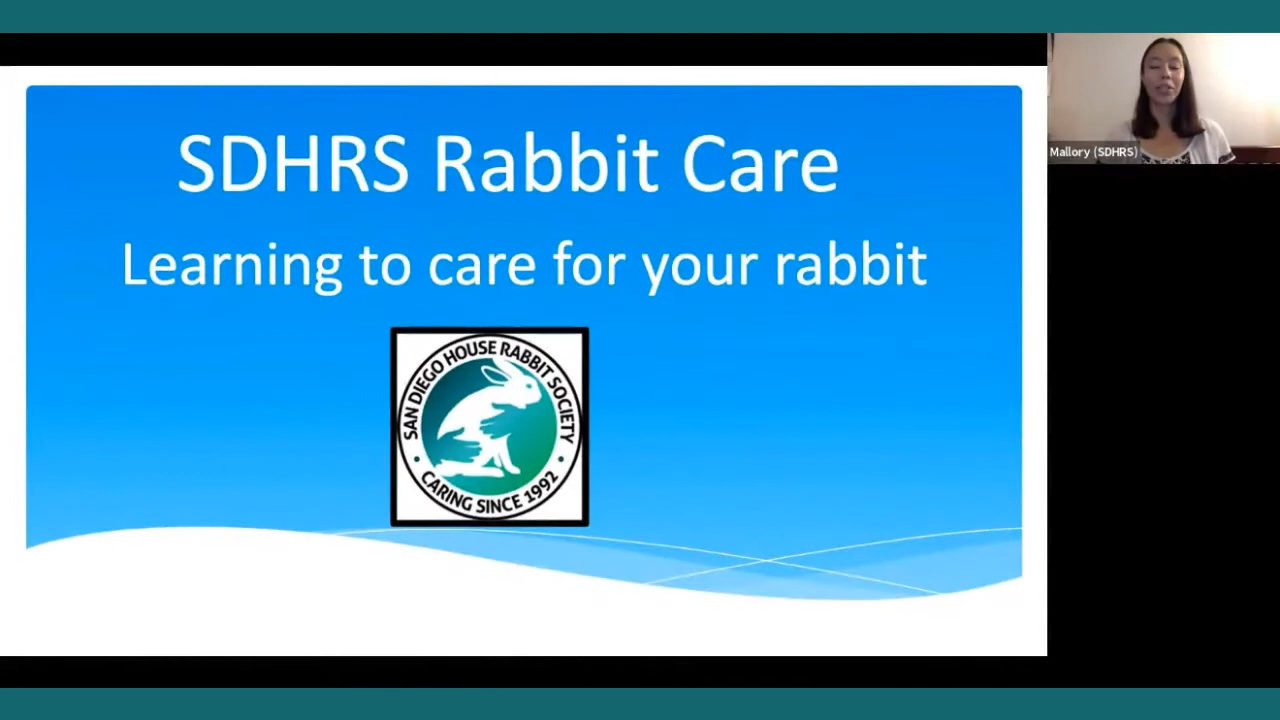 SDHRS Rabbit Care
Learning to care for your rabbit
SAN DIEGO HOUSE RABBIT SOCIETY
• CARING SINCE 1992 •
Mallory (SDHRS)